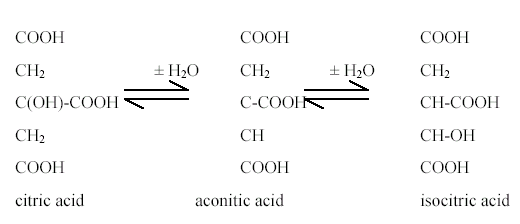 COOH COOH COOH
CH₂ ± H₂O CH₂ ± H₂O CH₂
C(OH)-COOH C-COOH CH-COOH
CH₂ CH CH-OH
COOH COOH COOH
citric acid aconitic acid isocitric acid